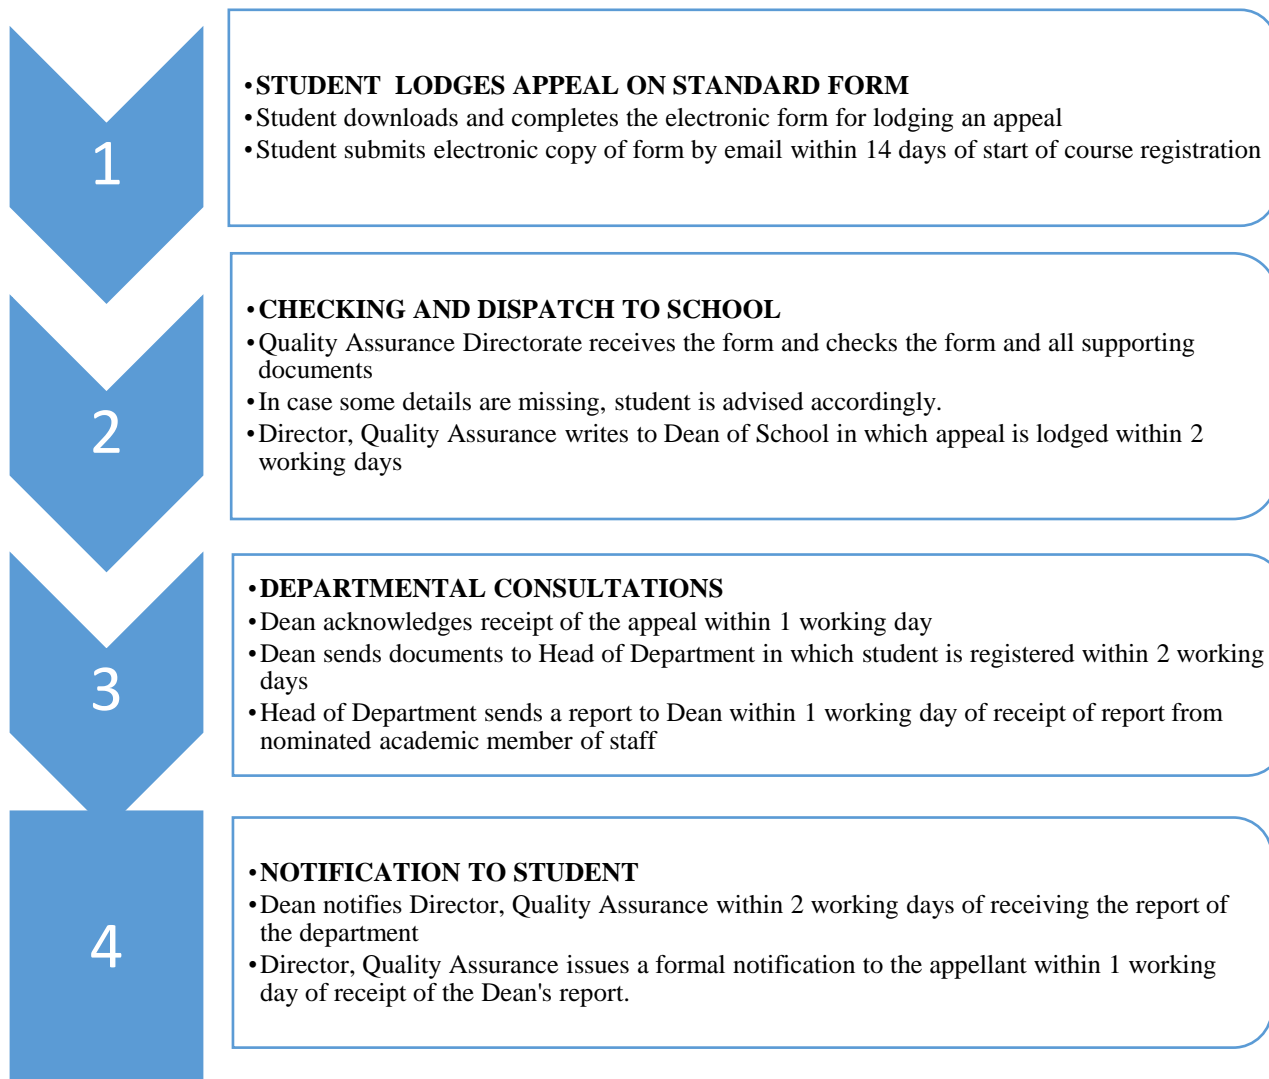 1
•STUDENT LODGES APPEAL ON STANDARD FORM
•Student downloads and completes the electronic form for lodging an appeal
•Student submits electronic copy of form by email within 14 days of start of course registration
2
•CHECKING AND DISPATCH TO SCHOOL
•Quality Assurance Directorate receives the form and checks the form and all supporting
documents
•In case some details are missing, student is advised accordingly.
•Director, Quality Assurance writes to Dean of School in which appeal is lodged within 2
working days
3
•DEPARTMENTAL CONSULTATIONS
•Dean acknowledges receipt of the appeal within 1 working day
•Dean sends documents to Head of Department in which student is registered within 2 working
days
•Head of Department sends a report to Dean within 1 working day of receipt of report from
nominated academic member of staff
4
•NOTIFICATION TO STUDENT
•Dean notifies Director, Quality Assurance within 2 working days of receiving the report of
the department
•Director, Quality Assurance issues a formal notification to the appellant within 1 working
day of receipt of the Dean's report.